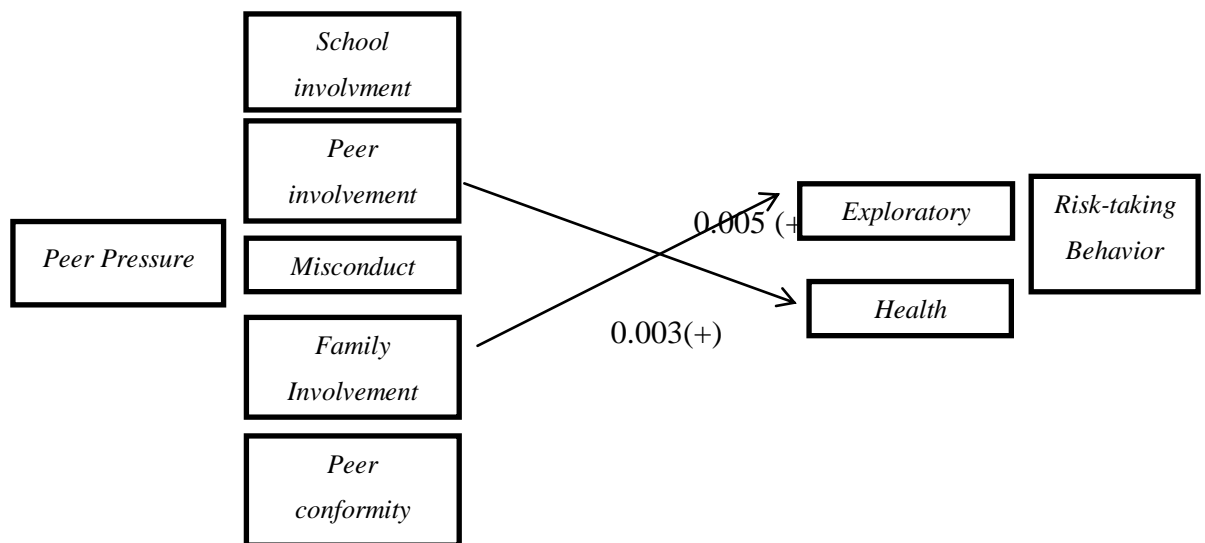 School
involvment
Peer
involvement
Peer Pressure
Misconduct
Family
Involvement
Peer
conformity
0.005 (+
0.003(+)
Exploratory
Health
Risk-taking
Behavior